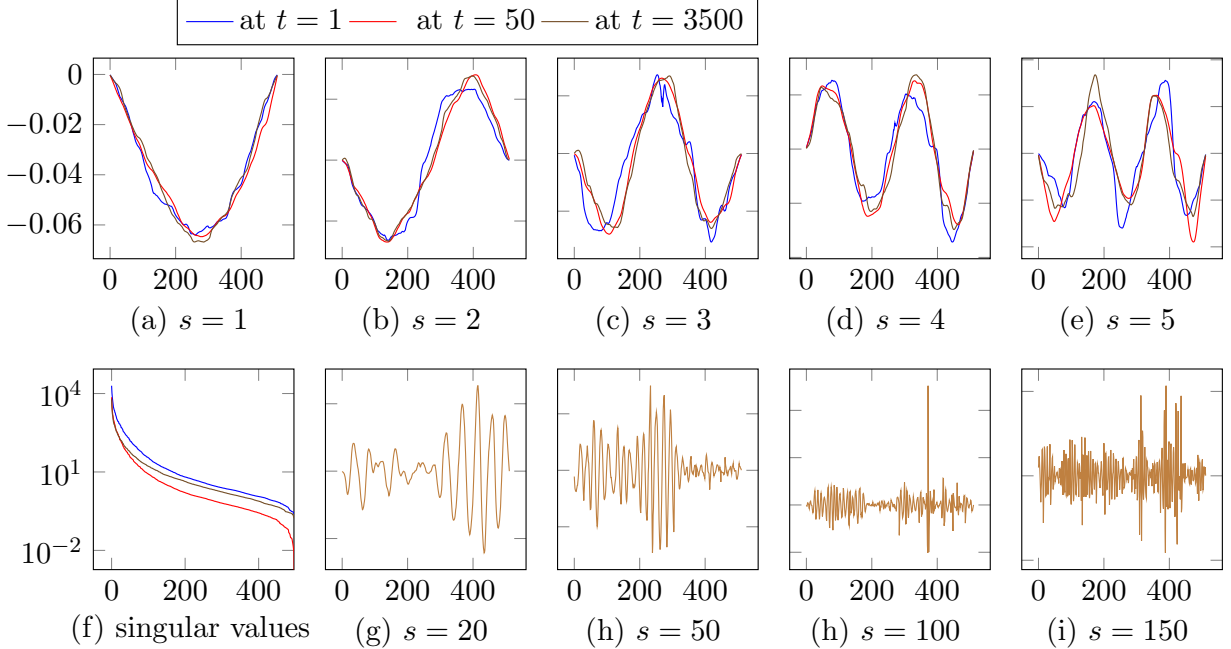 at t = 1 at t = 50 at t = 3500
0
−0.02
−0.04
−0.06
0 200 400
0 200 400
0 200 400
0 200 400
0 200 400
(a) s = 1
(b) s = 2
(c) s = 3
(d) s = 4
(e) s = 5
10^4
10^1
10^−2
0 200 400
0 200 400
0 200 400
0 200 400
0 200 400
(f) singular values
(g) s = 20
(h) s = 50
(h) s = 100
(i) s = 150